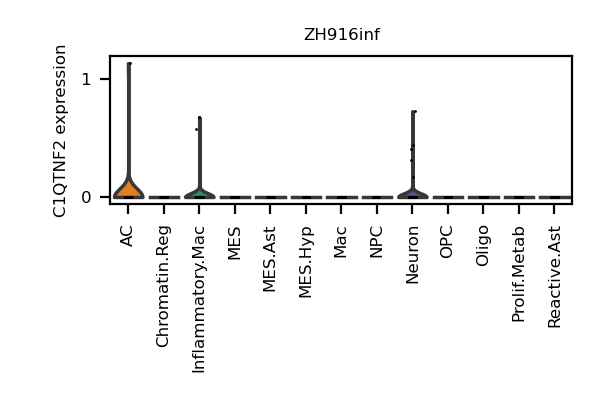 ZH916inf
C1QTNF2 expression
1
0
AC
Chromatin.Reg
Inflammatory.Mac
MES
MES.Ast
MES.Hyp
Mac
NPC
Neuron
OPC
Oligo
Prolif.Metab
Reactive.Ast